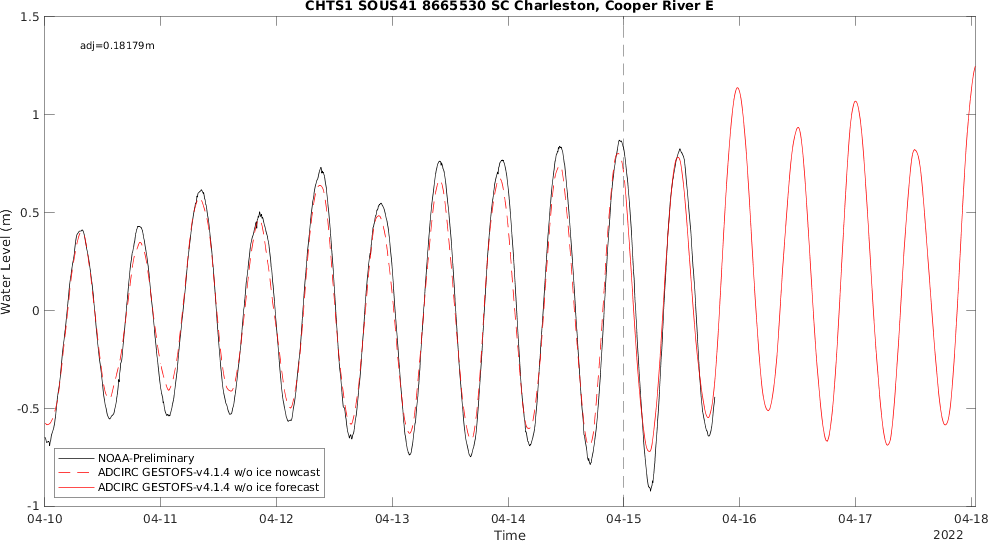 CHTS1 SOUS41 8665530 SC Charleston, Cooper River E
1.5
adj=0.18179m
1
0.5
Water Level (m)
0
-0.5
NOAA-Preliminary
ADCIRC GESTOFS-v4.1.4 w/o ice nowcast
ADCIRC GESTOFS-v4.1.4 w/o ice forecast
-1
04-10 04-11 04-12 04-13 04-14 04-15 04-16 04-17 04-18
Time
2022